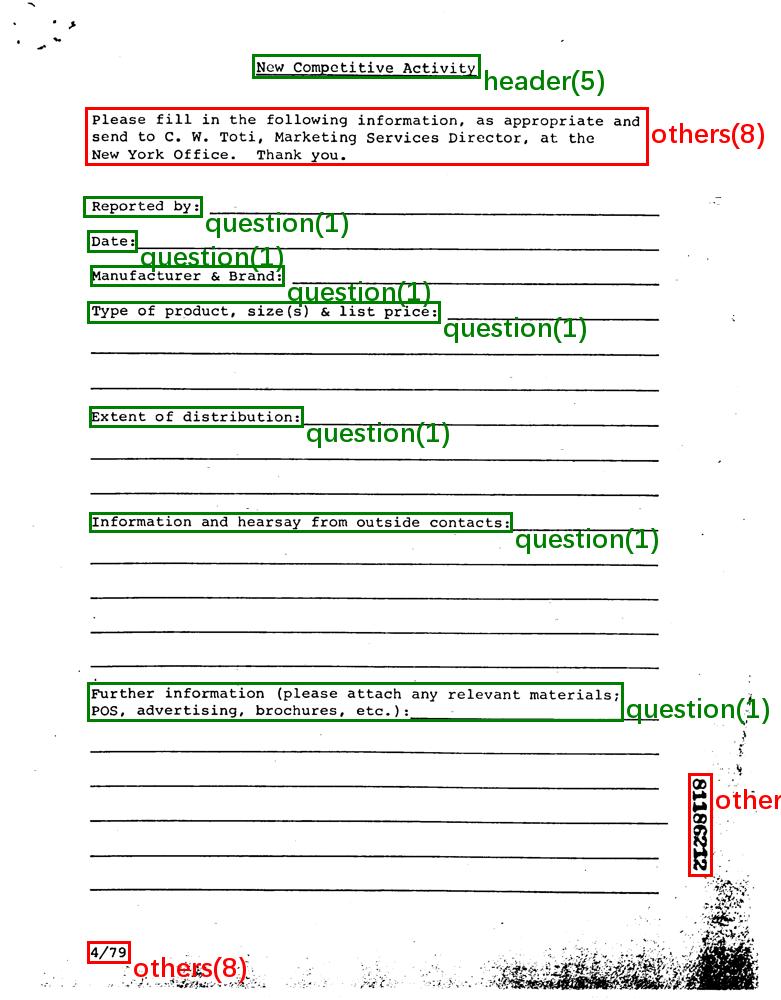 New Competitive Activity
header(5)
Please fill in the following information, as appropriate and
send to C. W. Toti, Marketing Services Director, at the
New York Office. Thank you.
others(8)
Reported by:
question(1)
Date:
question(1)
Manufacturer & Brand:
question(1)
Type of product, size(s) & list price:
question(1)
Extent of distribution:
question(1)
Information and hearsay from outside contacts:
question(1)
Further information (please attach any relevant materials;
POS, advertising, brochures, etc.):
question(1)
81186212
other
4/79
others(8)